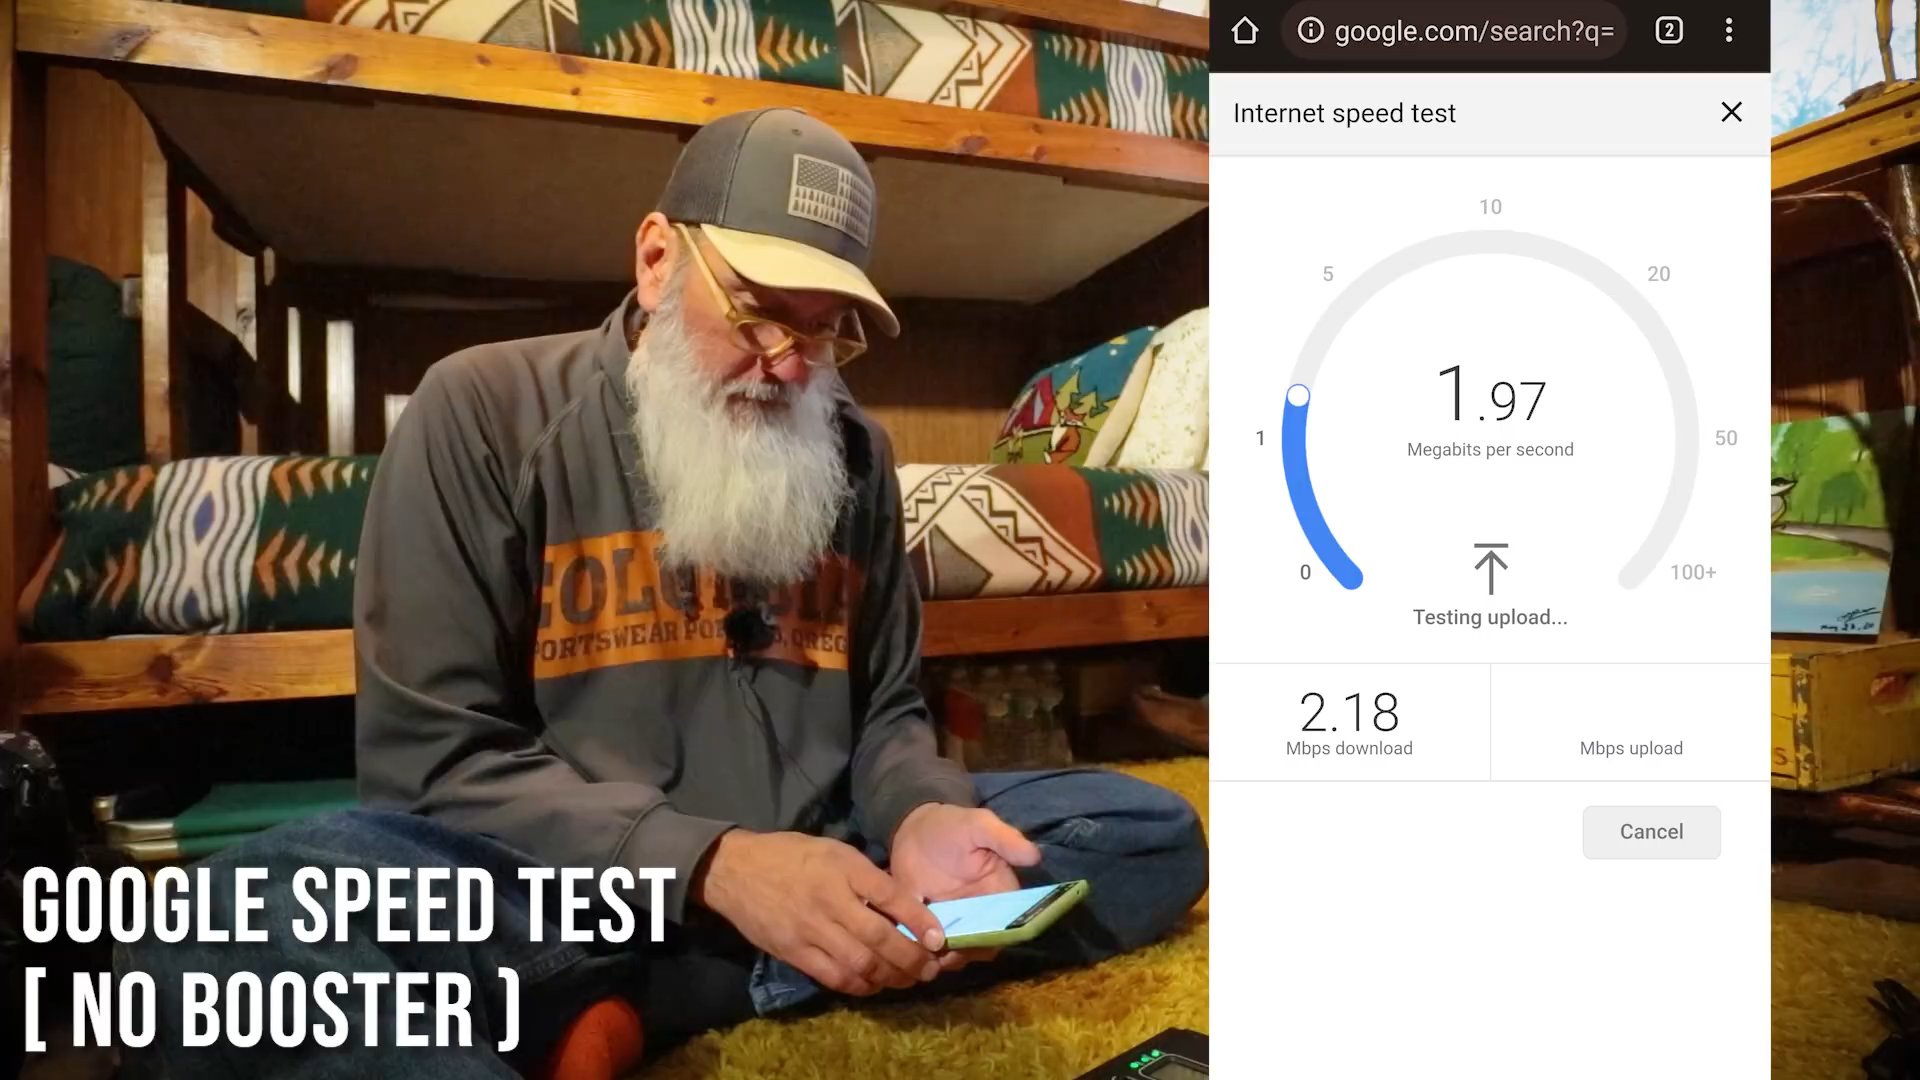 google.com/search?q=
2
Internet speed test
10
5
20
1.97
1
50
Megabits per second
0
100+
Testing upload...
2.18
Mbps download
Mbps upload
Cancel
PORTSWEAR
GOOGLE SPEED TEST
[ NO BOOSTER )